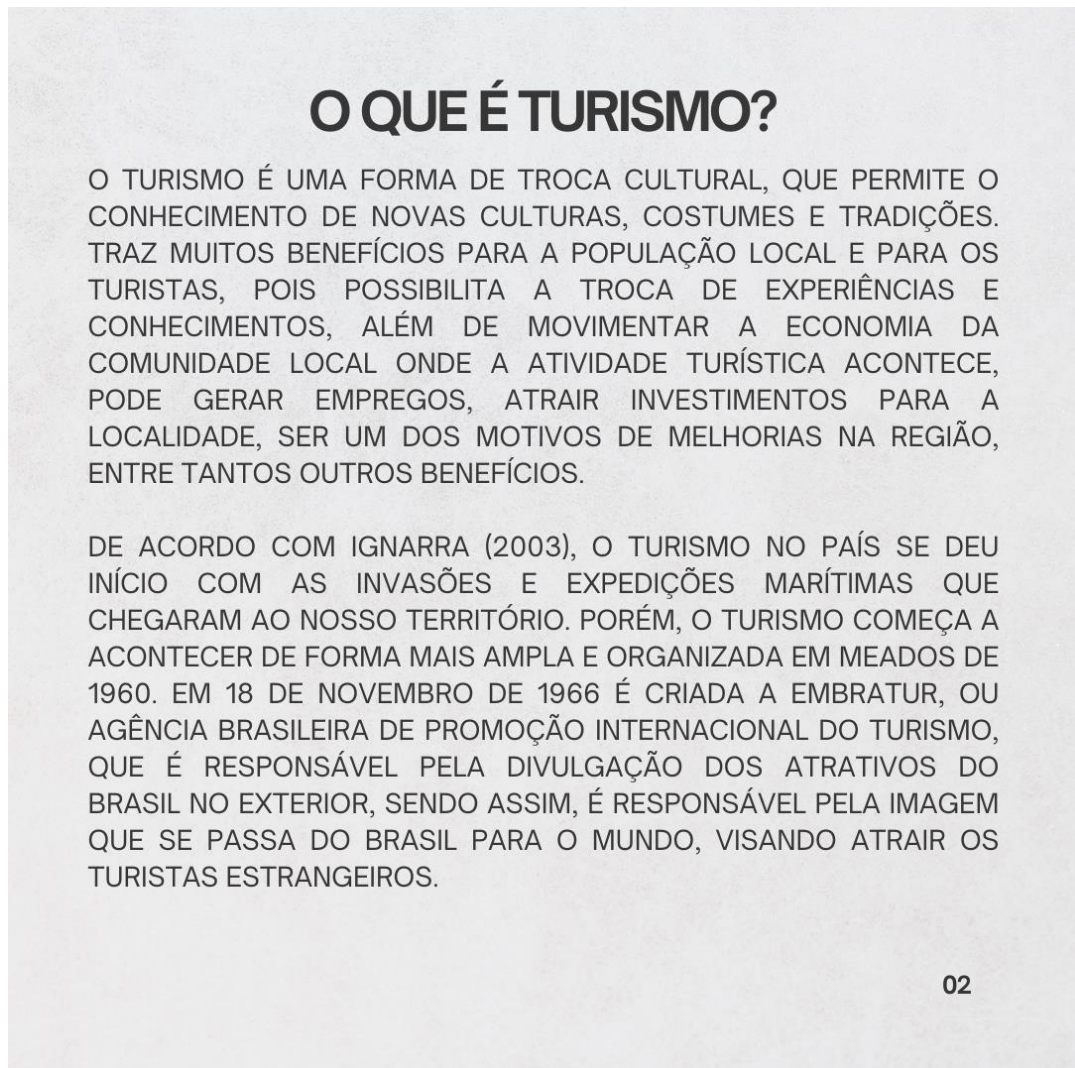 O QUE É TURISMO?
O TURISMO É UMA FORMA DE TROCA CULTURAL, QUE PERMITE O
CONHECIMENTO DE NOVAS CULTURAS, COSTUMES E TRADIÇÕES.
TRAZ MUITOS BENEFÍCIOS PARA A POPULAÇÃO LOCAL E PARA OS
TURISTAS, POIS POSSIBILITA A TROCA DE EXPERIÊNCIAS E
CONHECIMENTOS, ALÉM DE MOVIMENTAR A ECONOMIA DA
COMUNIDADE LOCAL ONDE A ATIVIDADE TURÍSTICA ACONTECE,
PODE GERAR EMPREGOS, ATRAIR INVESTIMENTOS PARA A
LOCALIDADE, SER UM DOS MOTIVOS DE MELHORIAS NA REGIÃO,
ENTRE TANTOS OUTROS BENEFÍCIOS.
DE ACORDO COM IGNARRA (2003), O TURISMO NO PAÍS SE DEU
INÍCIO COM AS INVASÕES E EXPEDIÇÕES MARÍTIMAS QUE
CHEGARAM AO NOSSO TERRITÓRIO. PORÉM, O TURISMO COMEÇA A
ACONTECER DE FORMA MAIS AMPLA E ORGANIZADA EM MEADOS DE
1960. EM 18 DE NOVEMBRO DE 1966 É CRIADA A EMBRATUR, OU
AGÊNCIA BRASILEIRA DE PROMOÇÃO INTERNACIONAL DO TURISMO,
QUE É RESPONSÁVEL PELA DIVULGAÇÃO DOS ATRATIVOS DO
BRASIL NO EXTERIOR, SENDO ASSIM, É RESPONSÁVEL PELA IMAGEM
QUE SE PASSA DO BRASIL PARA O MUNDO, VISANDO ATRAIR OS
TURISTAS ESTRANGEIROS.
02